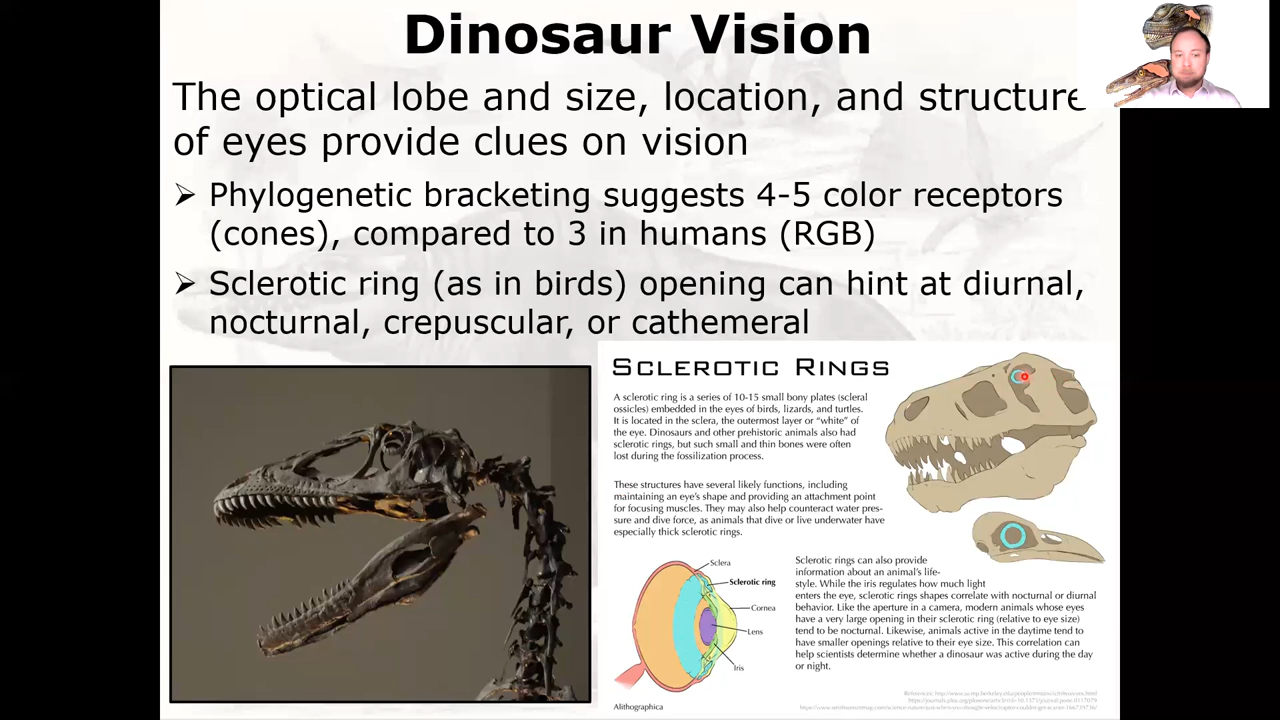 Dinosaur Vision
The optical lobe and size, location, and structure
of eyes provide clues on vision
➢ Phylogenetic bracketing suggests 4-5 color receptors
(cones), compared to 3 in humans (RGB)
➢ Sclerotic ring (as in birds) opening can hint at diurnal,
nocturnal, crepuscular, or cathemeral
SCLEROTIC RINGS
A sclerotic ring is a series of 10-15 small bony plates (scleral
ossicles) embedded in the eyes of birds, lizards, and turtles.
It is located in the sclera, the outermost layer or “white” of
the eye. Dinosaurs and other prehistoric animals also had
sclerotic rings, but such small and thin bones were often
lost during the fossilization process.
These structures have several likely functions, including
maintaining an eye’s shape and providing an attachment point
for focusing muscles. They may also help counteract water pres-
sure and dive force, as animals that dive or live underwater have
especially thick sclerotic rings.
Sclera
Sclerotic ring
Cornea
Lens
Iris
Sclerotic rings can also provide
information about an animal’s life-
style. While the iris regulates how much light
enters the eye, sclerotic rings shapes correlate with nocturnal or diurnal
behavior. Like the aperture in a camera, modern animals whose eyes
have a very large opening in their sclerotic ring (relative to eye size)
tend to be nocturnal. Likewise, animals active in the daytime tend to
have smaller openings relative to their eye size. This correlation can
help scientists determine whether a dinosaur was active during the day
or night.
Alithographica